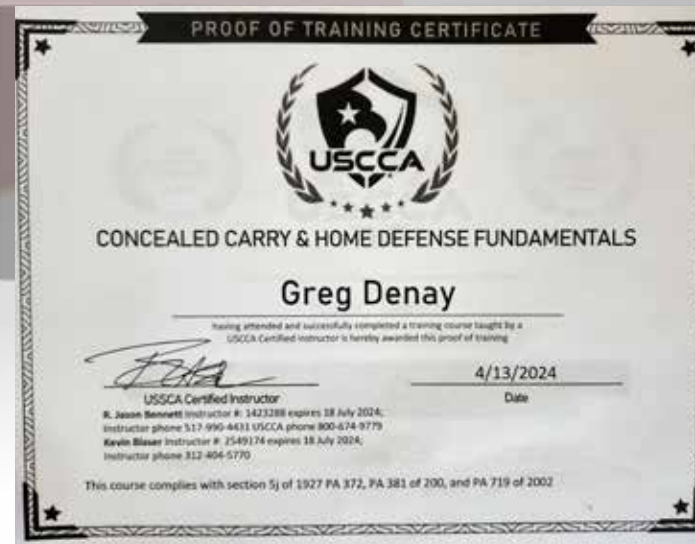 PROOF OF TRAINING CERTIFICATE
USCCA
CONCEALED CARRY & HOME DEFENSE FUNDAMENTALS
Greg Denay
having attended and successfully completed a training course taught by a
USCCA Certified Instructor is hereby awarded this proof of training
4/13/2024
USSCA Certified Instructor
Date
R. Jason Bennett Instructor #: 1423288 expires 18 July 2024;
Instructor phone 517-990-4431 USCCA phone 800-674-9779
Kevin Blaser Instructor #: 2549174 expires 18 July 2024;
Instructor phone 312-404-5770
This course complies with section 5j of 1927 PA 372, PA 381 of 200, and PA 719 of 2002